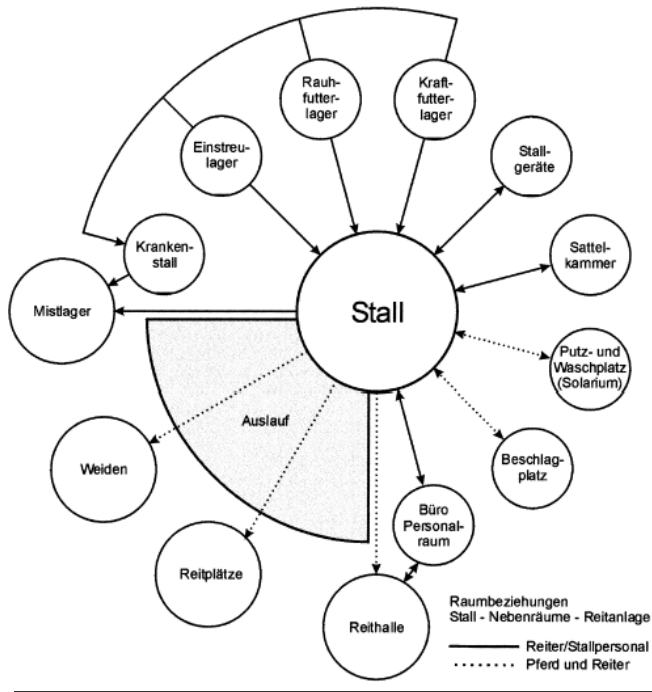 Rauh-
futter-
lager
Kraft-
futter-
lager
Einstreu-
lager
Stall-
geräte
Kranken-
stall
Sattel-
kammer
Mistlager
Stall
Putz- und
Waschplatz
(Solarium)
Auslauf
Weiden
Beschlag-
platz
Büro
Personal-
raum
Reitplätze
Reithalle
Raumbeziehungen
Stall - Nebenräume - Reitanlage
Reiter/Stallpersonal
Pferd und Reiter